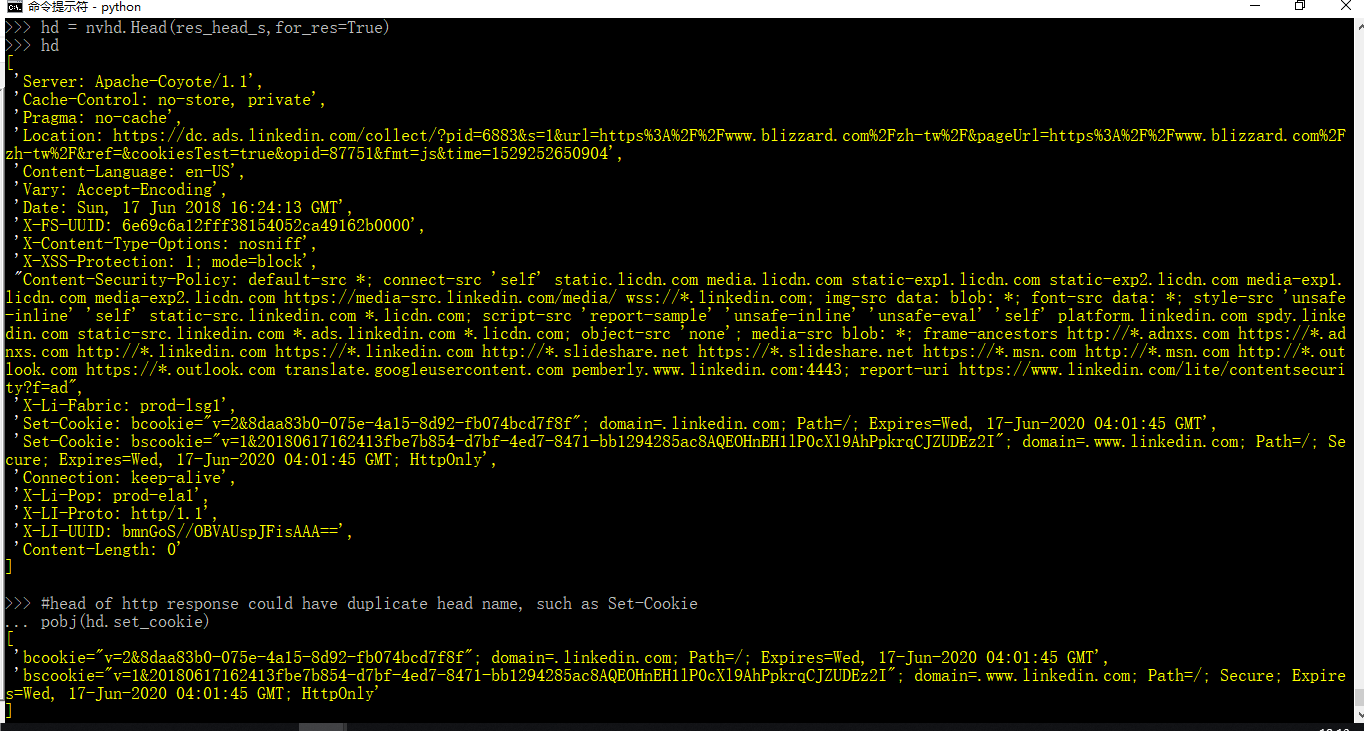 命令提示符 - python
>>> hd = nvhd.Head(res_head_s,for_res=True)
>>> hd
[
'Server: Apache-Coyote/1.1',
'Cache-Control: no-store, private',
'Pragma: no-cache',
'Location: https://dc.ads.linkedin.com/collect/?pid=6883&s=1&url=https%3A%2F%2Fwww.blizzard.com%2Fzh-tw%2F&pageUrl=https%3A%2F%2Fwww.blizzard.com%2F
zh-tw%2F&ref=&cookiesTest=true&opid=87751&fmt=js&time=1529252650904',
'Content-Language: en-US',
'Vary: Accept-Encoding',
'Date: Sun, 17 Jun 2018 16:24:13 GMT',
'X-FS-UUID: 6e69c6a12fff38154052ca49162b0000',
'X-Content-Type-Options: nosniff',
'X-XSS-Protection: 1; mode=block',
"Content-Security-Policy: default-src *; connect-src 'self' static.licdn.com media.licdn.com static-exp1.licdn.com static-exp2.licdn.com media-exp1.
licdn.com media-exp2.licdn.com https://media-src.linkedin.com/media/ wss://*.linkedin.com; img-src data: blob: *; font-src data: *; style-src 'unsafe
-inline' 'self' static-src.linkedin.com *.licdn.com; script-src 'report-sample' 'unsafe-inline' 'unsafe-eval' 'self' platform.linkedin.com spdy.linke
din.com static-src.linkedin.com *.ads.linkedin.com *.licdn.com; object-src 'none'; media-src blob: *; frame-ancestors http://*.adnxs.com https://*.ad
nxs.com http://*.linkedin.com https://*.linkedin.com http://*.slideshare.net https://*.slideshare.net https://*.msn.com http://*.msn.com http://*.out
look.com https://*.outlook.com translate.googleusercontent.com pemberly.www.linkedin.com:4443; report-uri https://www.linkedin.com/lite/contentsecuri
ty?f=ad",
'X-Li-Fabric: prod-lsg1',
'Set-Cookie: bcookie="v=2&8daa83b0-075e-4a15-8d92-fb074bcd7f8f"; domain=.linkedin.com; Path=/; Expires=Wed, 17-Jun-2020 04:01:45 GMT',
'Set-Cookie: bscookie="v=1&20180617162413fbe7b854-d7bf-4ed7-8471-bb1294285ac8AQEOHnEH1lPOcXl9AhPpkrqCJZUDEz2I"; domain=.www.linkedin.com; Path=/; Se
cure; Expires=Wed, 17-Jun-2020 04:01:45 GMT; HttpOnly',
'Connection: keep-alive',
'X-Li-Pop: prod-ela1',
'X-LI-Proto: http/1.1',
'X-LI-UUID: bmnGoS//OBVAUspJFisAAA==',
'Content-Length: 0'
]
>>> #head of http response could have duplicate head name, such as Set-Cookie
... pobj(hd.set_cookie)
[
'bcookie="v=2&8daa83b0-075e-4a15-8d92-fb074bcd7f8f"; domain=.linkedin.com; Path=/; Expires=Wed, 17-Jun-2020 04:01:45 GMT',
'bscookie="v=1&20180617162413fbe7b854-d7bf-4ed7-8471-bb1294285ac8AQEOHnEH1lPOcXl9AhPpkrqCJZUDEz2I"; domain=.www.linkedin.com; Path=/; Secure; Expire
s=Wed, 17-Jun-2020 04:01:45 GMT; HttpOnly'
]